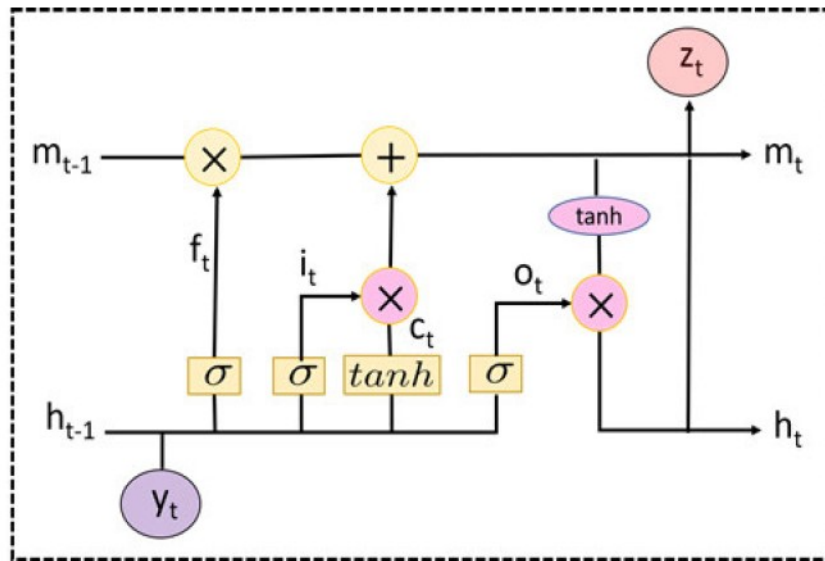 z_t
m_{t-1} × + m_t
tanh
f_t i_t o_t
× ×
c_t
σ σ tanh σ
h_{t-1} h_t
y_t